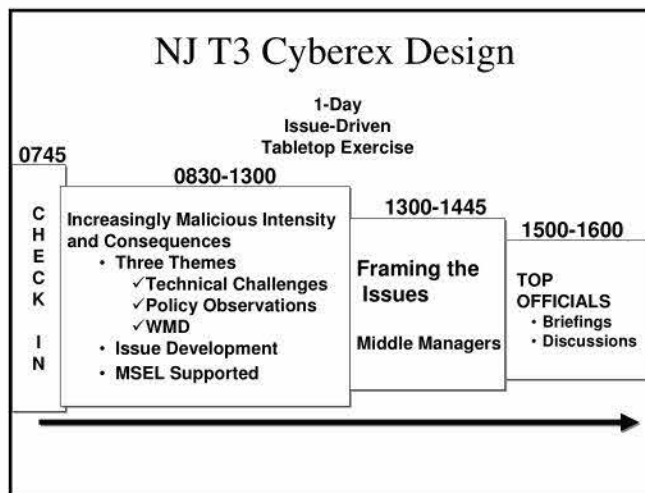 NJ T3 Cyberex Design
1-Day
Issue-Driven
Tabletop Exercise
0745
CHECK IN
0830-1300
Increasingly Malicious Intensity
and Consequences
• Three Themes
✓Technical Challenges
✓Policy Observations
✓WMD
• Issue Development
• MSEL Supported
1300-1445
Framing the
Issues
Middle Managers
1500-1600
TOP
OFFICIALS
• Briefings
• Discussions